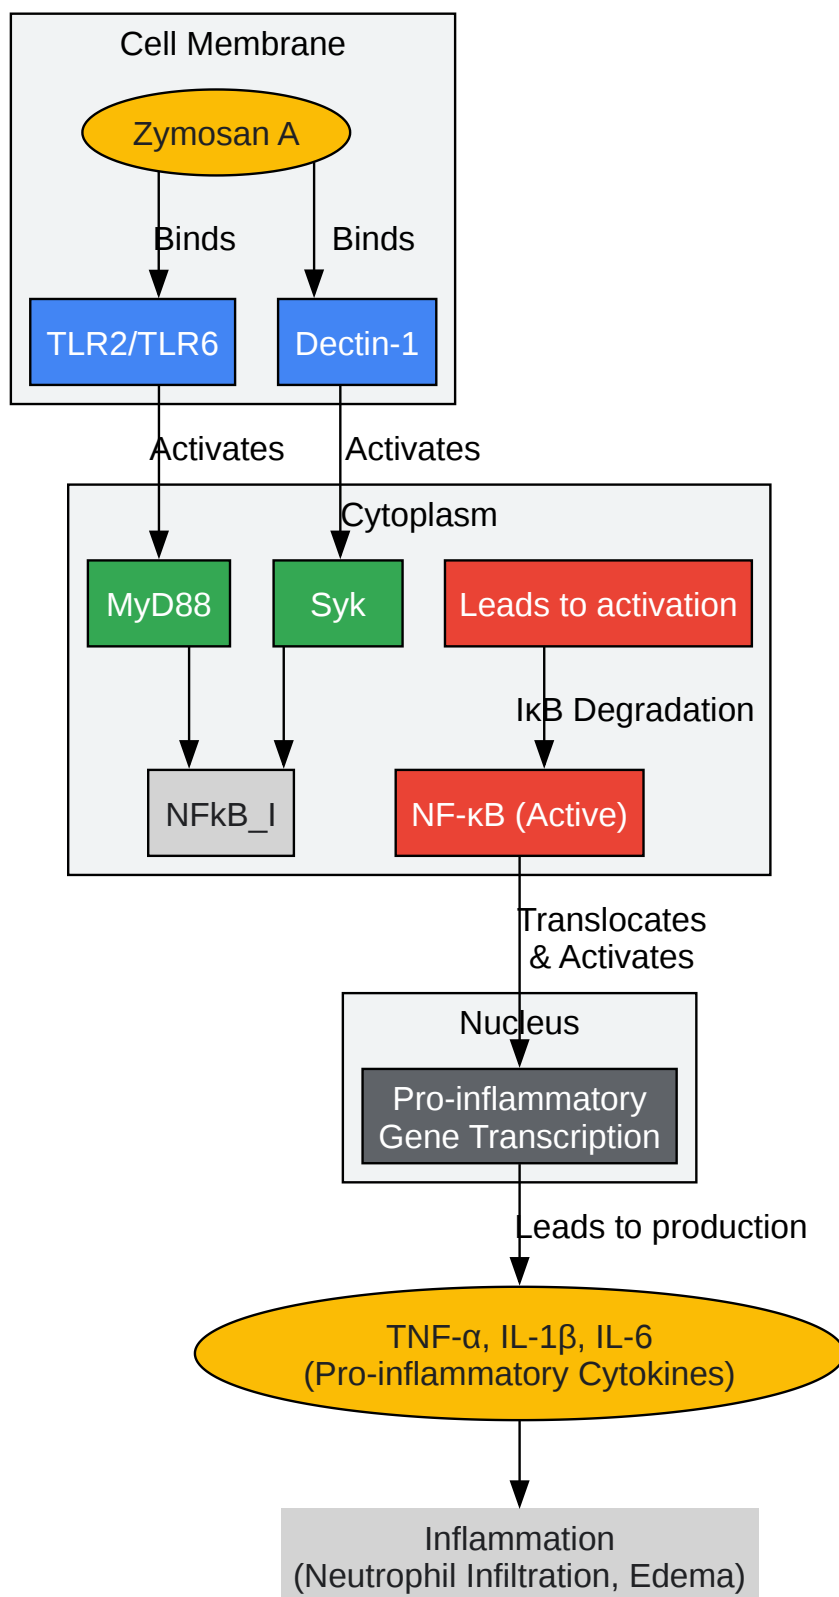 Cell Membrane
Zymosan A
Binds
Binds
TLR2/TLR6
Dectin-1
Activates
Activates
Cytoplasm
MyD88
Syk
Leads to activation
IκB Degradation
NFkB_I
NF-κB (Active)
Translocates
& Activates
Nucleus
Pro-inflammatory
Gene Transcription
Leads to production
TNF-α, IL-1β, IL-6
(Pro-inflammatory Cytokines)
Inflammation
(Neutrophil Infiltration, Edema)